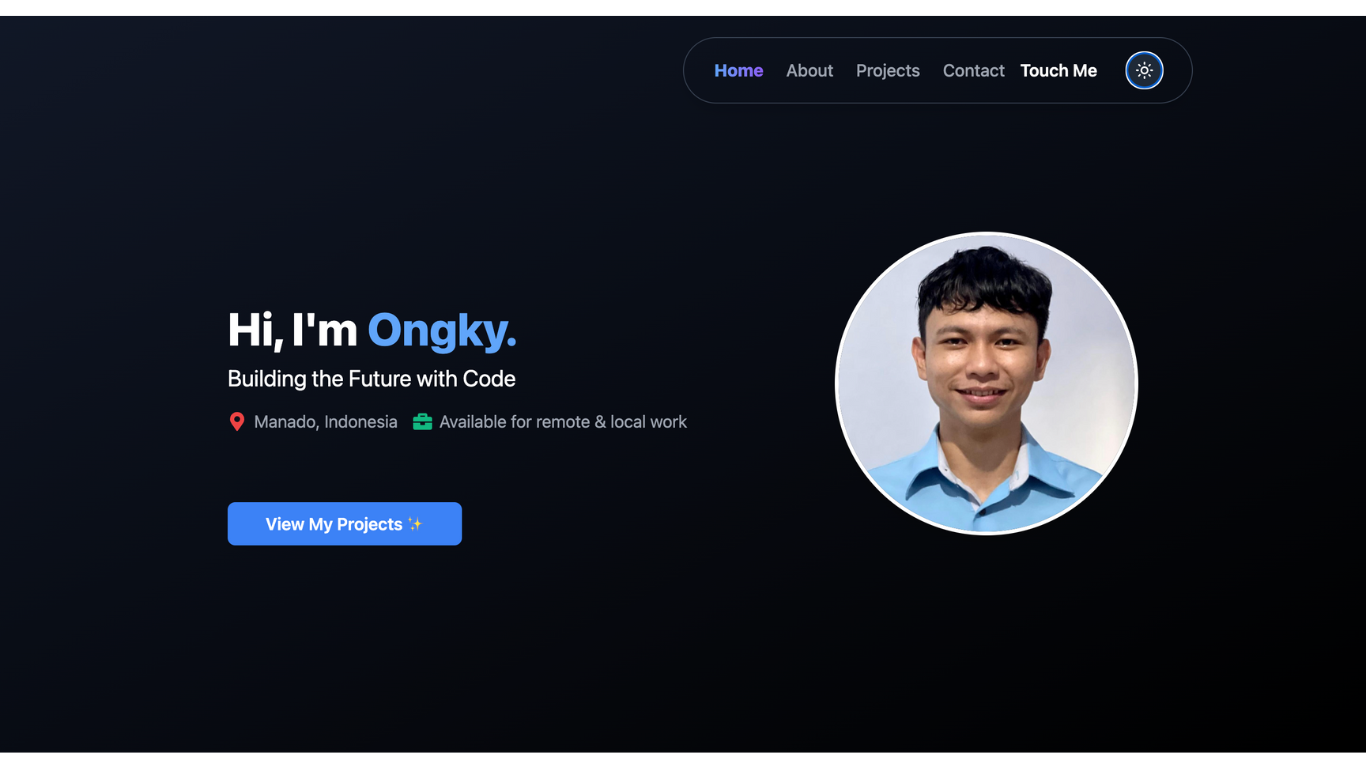 Home About Projects Contact Touch Me
Hi, I'm Ongky.
Building the Future with Code
Manado, Indonesia Available for remote & local work
View My Projects ✨